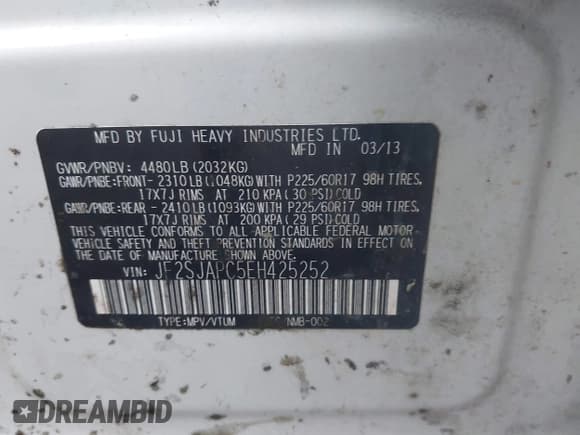 MFD BY FUJI HEAVY INDUSTRIES LTD.
MFD IN 03/13
GVWR/PNBV: 4480LB (2032KG)
GAWR/PNBE:FRONT-2310LB(1048KG)WITH P225/60R17 98H TIRES.
17X7J RIMS AT 210 KPA(30 PSI)COLD
GAWR/PNBE:REAR -2410LB(1093KG)WITH P225/60R17 98H TIRES.
17X7J RIMS AT 200 KPA(29 PSI)COLD
THIS VEHICLE CONFORMS TO ALL APPLICABLE FEDERAL MOTOR
VEHICLE SAFETY AND THEFT PREVENTION STANDARDS IN EFFECT ON
THE DATE OF MANUFACTURE SHOWN ABOVE.
VIN: JF2SJAPC5EH425252
TYPE:MPV/VTUM NMB-002
DREAMBID